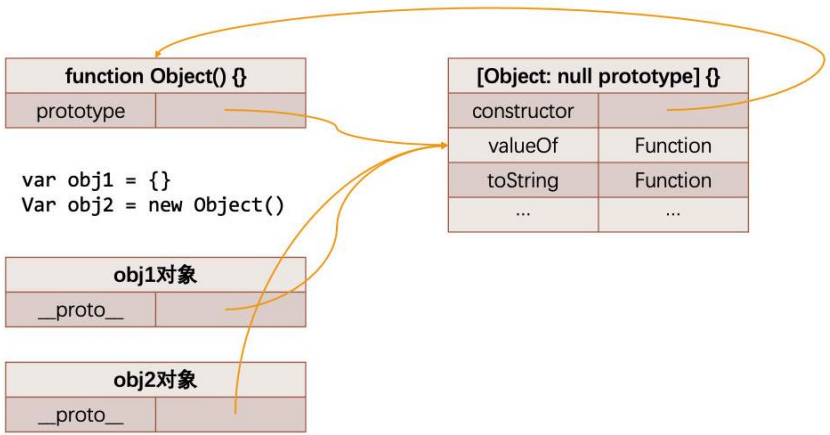 function Object() {}
prototype
var obj1 = {}
Var obj2 = new Object()
obj1对象
__proto__
obj2对象
__proto__
[Object: null prototype] {}
constructor
valueOf Function
toString Function
... ...